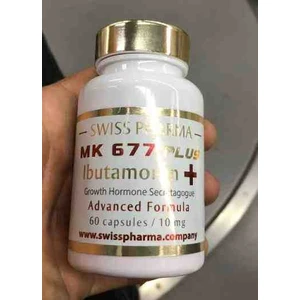 SWISS PHARMA
MK 677 PLUS
Ibutamoren +
Growth Hormone Secretagogue
Advanced Formula
60 capsules / 10 mg
www.swisspharma.company